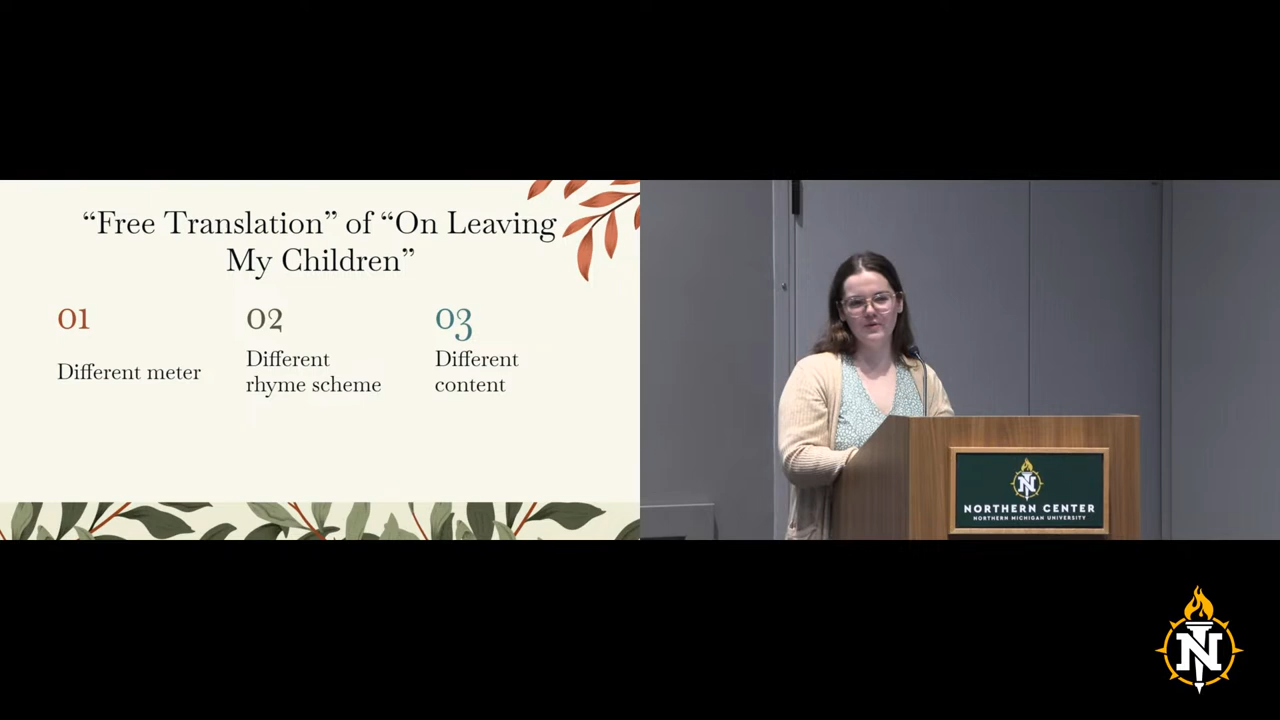 “Free Translation” of “On Leaving
My Children”
01
Different meter
02
Different
rhyme scheme
03
Different
content
N
NORTHERN CENTER
NORTHERN MICHIGAN UNIVERSITY
N